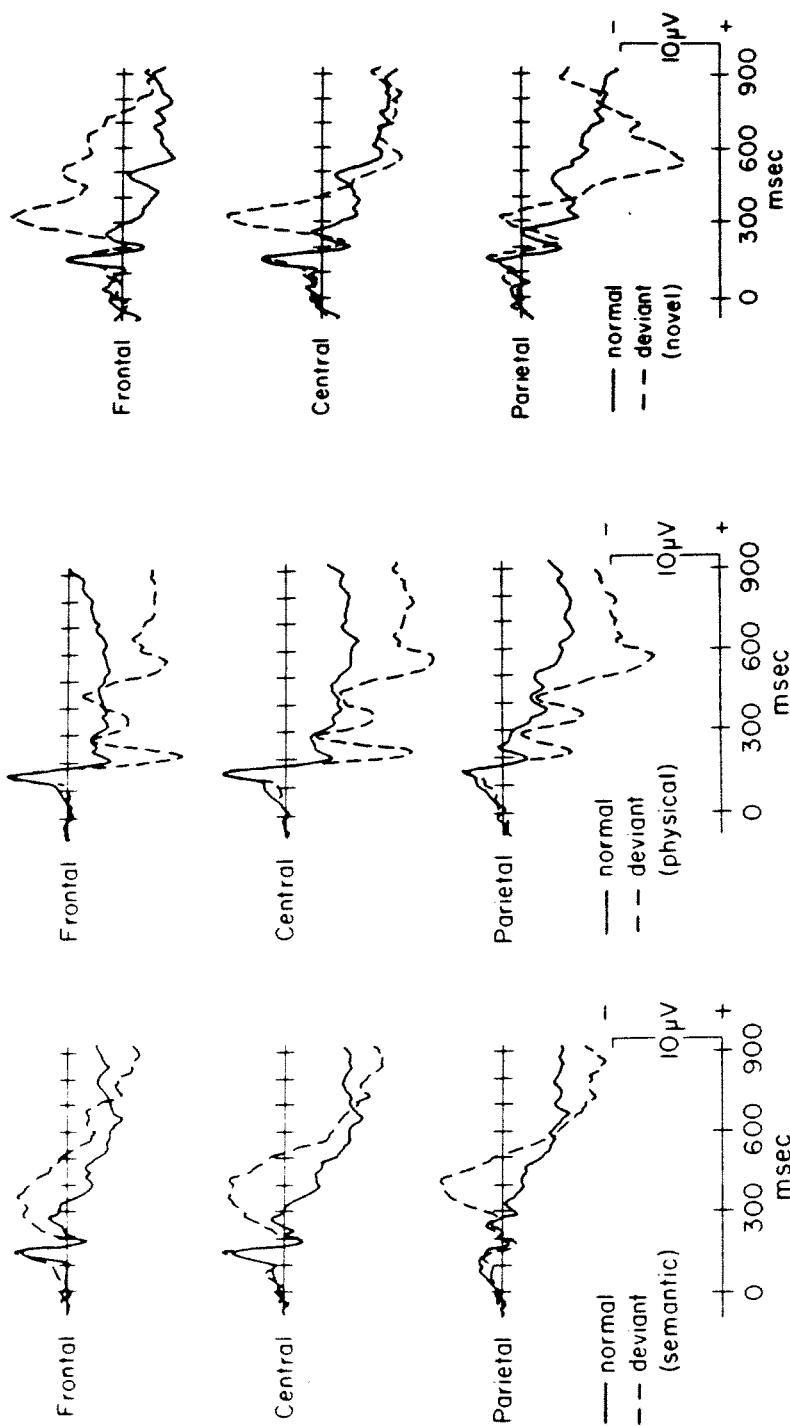 Frontal
Central
Parietal
— normal
-- deviant
(semantic)
0 300 600 900
msec
10µV
−
+
Frontal
Central
Parietal
— normal
-- deviant
(physical)
0 300 600 900
msec
10µV
−
+
Frontal
Central
Parietal
— normal
-- deviant
(novel)
0 300 600 900
msec
10µV
−
+